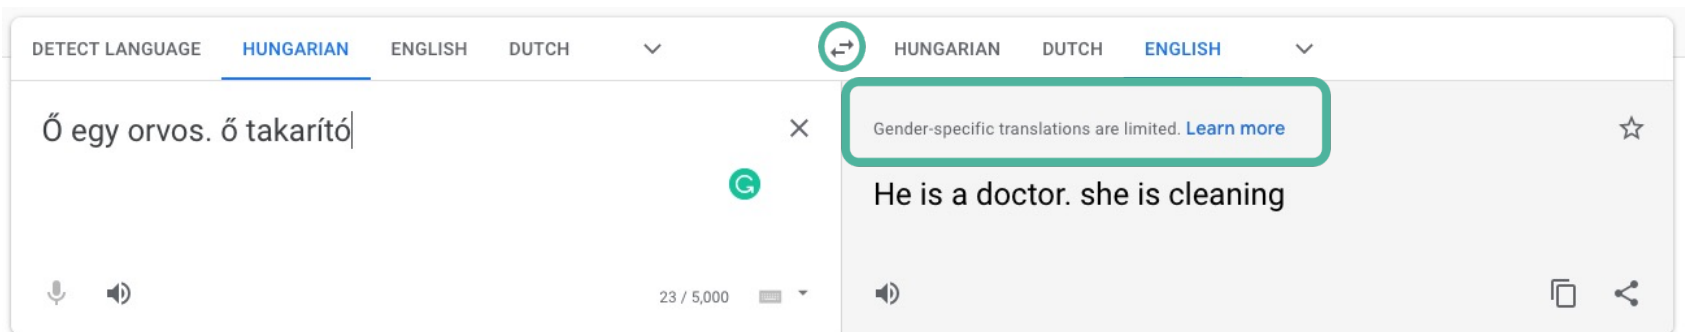 DETECT LANGUAGE HUNGARIAN ENGLISH DUTCH
HUNGARIAN DUTCH ENGLISH
Ő egy orvos. ő takarító
Gender-specific translations are limited. Learn more
He is a doctor. she is cleaning
23 / 5,000